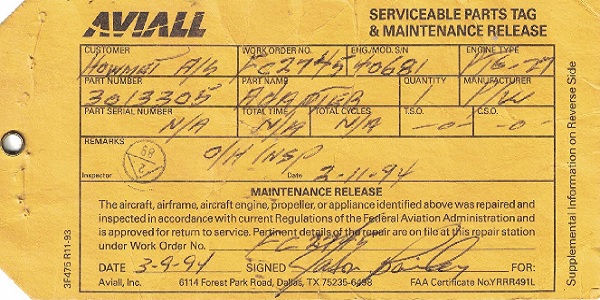 AVIALL
SERVICEABLE PARTS TAG
& MAINTENANCE RELEASE
CUSTOMER WORK ORDER NO. ENG./MOD. S/N ENGINE TYPE
Howmet A/S FC2745 40681 PT6-27
PART NUMBER PART NAME QUANTITY MANUFACTURER
3013305 ADAPTER 1 P/W
PART SERIAL NUMBER TOTAL TIME TOTAL CYCLES T.S.O. C.S.O.
N/A N/A N/A -0- -0-
REMARKS
O/H INSP
Inspector 2 89 Date 2-11-94
MAINTENANCE RELEASE
The aircraft, airframe, aircraft engine, propeller, or appliance identified above was repaired and
inspected in accordance with current Regulations of the Federal Aviation Administration and
is approved for return to service. Pertinent details of the repair are on file at this repair station
under Work Order No. FC2745
DATE 3-9-94 SIGNED Jason FOR:
Aviall, Inc. 6114 Forest Park Road, Dallas, TX 75235-6498 FAA Certificate No. YRRR491L
3F475 R11-93
Supplemental Information on Reverse Side